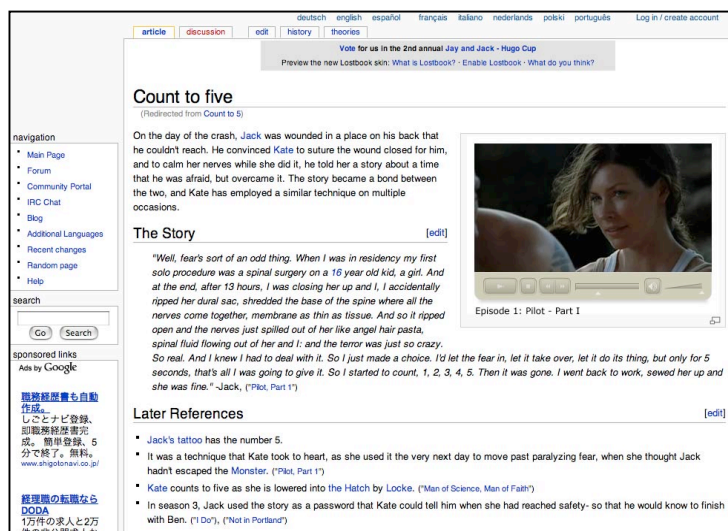 deutsch english español français italiano nederlands polski português Log in / create account
article discussion edit history theories
Vote for us in the 2nd annual Jay and Jack - Hugo Cup
Preview the new Lostbook skin: What is Lostbook? · Enable Lostbook · What do you think?
Count to five
(Redirected from Count to 5)
On the day of the crash, Jack was wounded in a place on his back that
he couldn't reach. He convinced Kate to suture the wound closed for him,
and to calm her nerves while she did it, he told her a story about a time
that he was afraid, but overcame it. The story became a bond between
the two, and Kate has employed a similar technique on multiple
occasions.
Episode 1: Pilot - Part I
The Story [edit]
"Well, fear's sort of an odd thing. When I was in residency my first
solo procedure was a spinal surgery on a 16 year old kid, a girl. And
at the end, after 13 hours, I was closing her up and I, I accidentally
ripped her dural sac, shredded the base of the spine where all the
nerves come together, membrane as thin as tissue. And so it ripped
open and the nerves just spilled out of her like angel hair pasta,
spinal fluid flowing out of her and I: and the terror was just so crazy.
So real. And I knew I had to deal with it. So I just made a choice. I'd let the fear in, let it take over, let it do its thing, but only for 5
seconds, that's all I was going to give it. So I started to count, 1, 2, 3, 4, 5. Then it was gone. I went back to work, sewed her up and
she was fine." -Jack, ("Pilot, Part 1")
Later References [edit]
Jack's tattoo has the number 5.
It was a technique that Kate took to heart, as she used it the very next day to move past paralyzing fear, when she thought Jack
hadn't escaped the Monster. ("Pilot, Part 1")
Kate counts to five as she is lowered into the Hatch by Locke. ("Man of Science, Man of Faith")
In season 3, Jack used the story as a password that Kate could tell him when she had reached safety- so that he would know to finish
with Ben. ("I Do"), ("Not in Portland")
navigation
Main Page
Forum
Community Portal
IRC Chat
Blog
Additional Languages
Recent changes
Random page
Help
search
Go Search
sponsored links
Ads by Google
職務経歴書も自動
作成。
しごとナビ登録、
即職務経歴書完
成。 簡単登録、5
分で終了。無料。
www.shigotonavi.co.jp/
経理職の転職なら
DODA
1万件の求人と2万